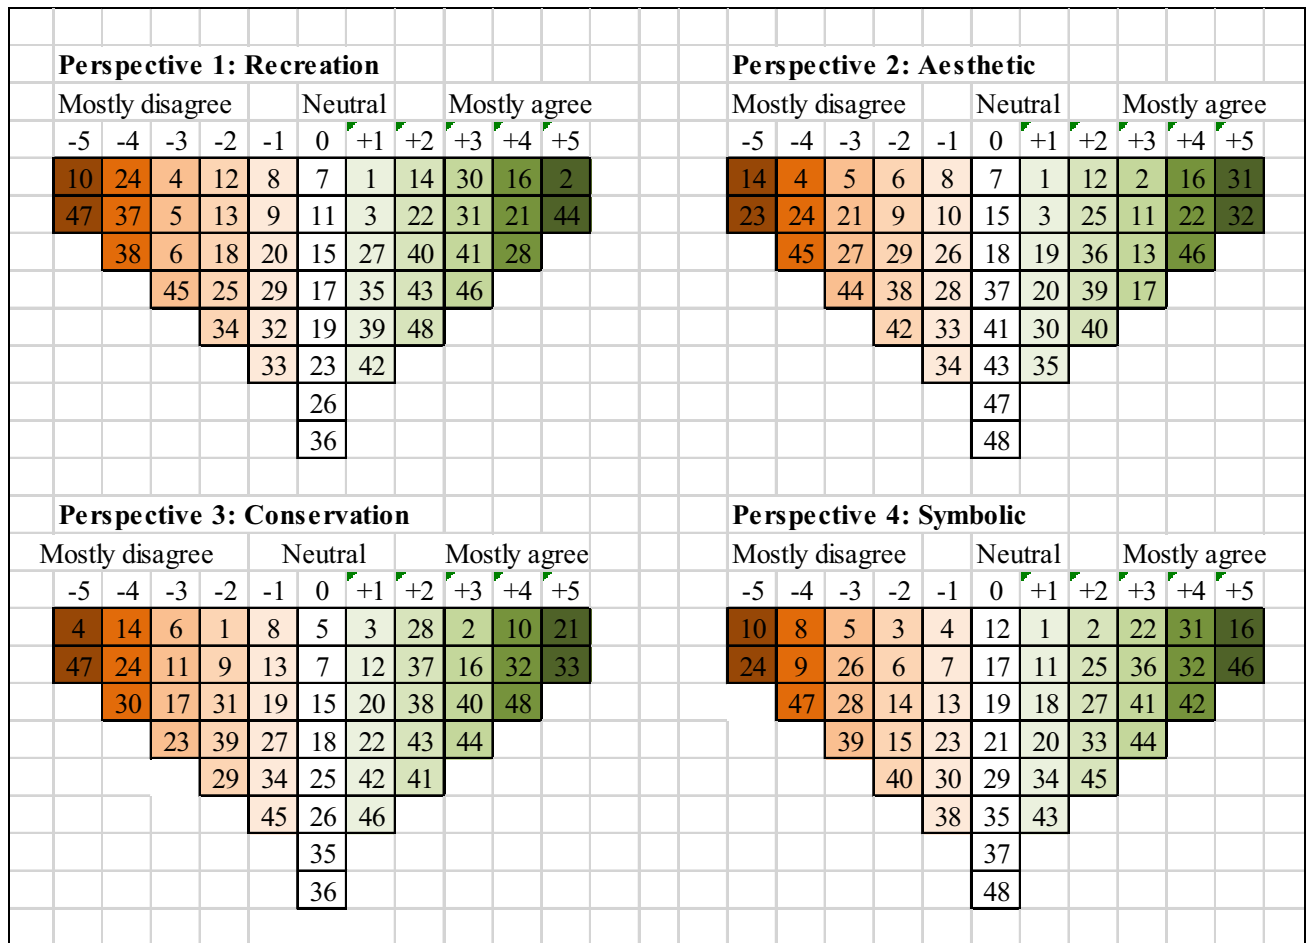 Perspective 1: Recreation
Mostly disagree Neutral Mostly agree
-5 -4 -3 -2 -1 0 +1 +2 +3 +4 +5
10 24 4 12 8 7 1 14 30 16 2
47 37 5 13 9 11 3 22 31 21 44
38 6 18 20 15 27 40 41 28
45 25 29 17 35 43 46
34 32 19 39 48
33 23 42
26
36
Perspective 2: Aesthetic
Mostly disagree Neutral Mostly agree
-5 -4 -3 -2 -1 0 +1 +2 +3 +4 +5
14 4 5 6 8 7 1 12 2 16 31
23 24 21 9 10 15 3 25 11 22 32
45 27 29 26 18 19 36 13 46
44 38 28 37 20 39 17
42 33 41 30 40
34 43 35
47
48
Perspective 3: Conservation
Mostly disagree Neutral Mostly agree
-5 -4 -3 -2 -1 0 +1 +2 +3 +4 +5
4 14 6 1 8 5 3 28 2 10 21
47 24 11 9 13 7 12 37 16 32 33
30 17 31 19 15 20 38 40 48
23 39 27 18 22 43 44
29 34 25 42 41
45 26 46
35
36
Perspective 4: Symbolic
Mostly disagree Neutral Mostly agree
-5 -4 -3 -2 -1 0 +1 +2 +3 +4 +5
10 8 5 3 4 12 1 2 22 31 16
24 9 26 6 7 17 11 25 36 32 46
47 28 14 13 19 18 27 41 42
39 15 23 21 20 33 44
40 30 29 34 45
38 35 43
37
48